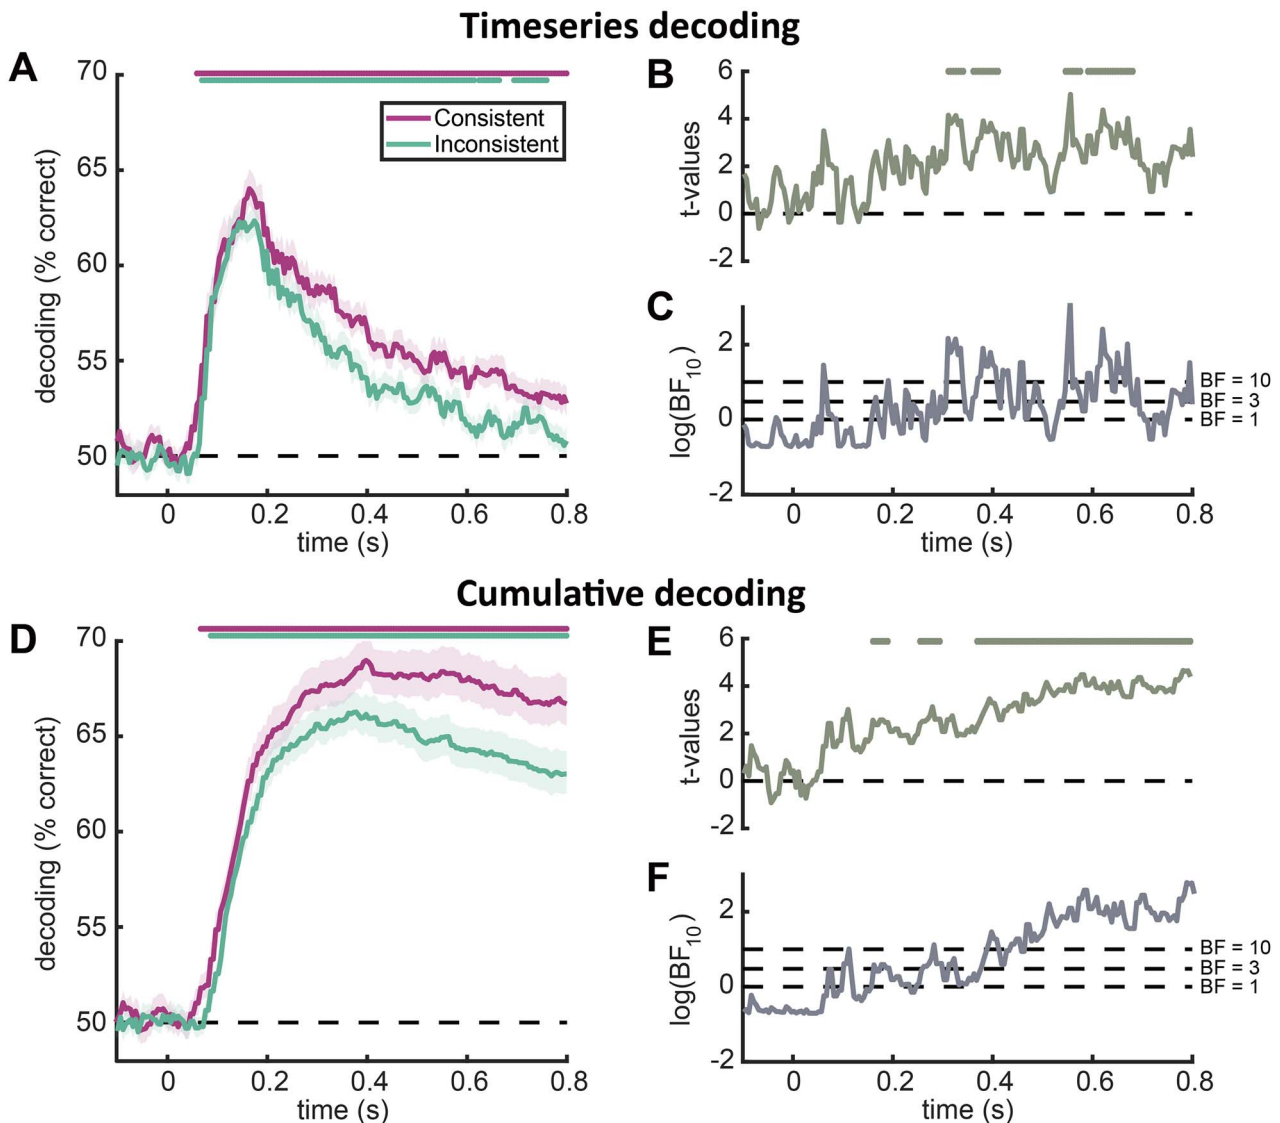 Timeseries decoding
A
70
65
60
55
50
decoding (% correct)
Consistent
Inconsistent
0 0.2 0.4 0.6 0.8
time (s)
B
6
4
2
0
-2
t-values
C
2
0
-2
log(BF10)
BF = 10
BF = 3
BF = 1
0 0.2 0.4 0.6 0.8
time (s)
Cumulative decoding
D
70
65
60
55
50
decoding (% correct)
0 0.2 0.4 0.6 0.8
time (s)
E
6
4
2
0
-2
t-values
F
2
0
-2
log(BF10)
BF = 10
BF = 3
BF = 1
0 0.2 0.4 0.6 0.8
time (s)